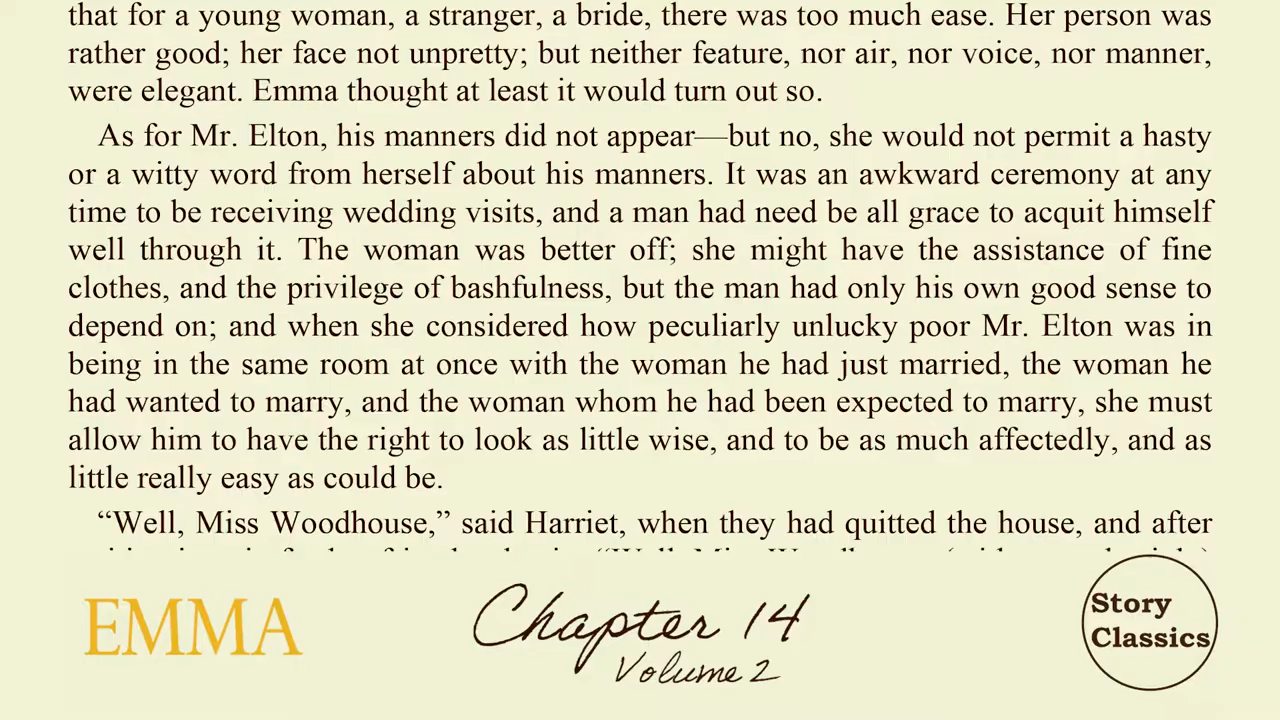 that for a young woman, a stranger, a bride, there was too much ease. Her person was
rather good; her face not unpretty; but neither feature, nor air, nor voice, nor manner,
were elegant. Emma thought at least it would turn out so.
As for Mr. Elton, his manners did not appear—but no, she would not permit a hasty
or a witty word from herself about his manners. It was an awkward ceremony at any
time to be receiving wedding visits, and a man had need be all grace to acquit himself
well through it. The woman was better off; she might have the assistance of fine
clothes, and the privilege of bashfulness, but the man had only his own good sense to
depend on; and when she considered how peculiarly unlucky poor Mr. Elton was in
being in the same room at once with the woman he had just married, the woman he
had wanted to marry, and the woman whom he had been expected to marry, she must
allow him to have the right to look as little wise, and to be as much affectedly, and as
little really easy as could be.
“Well, Miss Woodhouse,” said Harriet, when they had quitted the house, and after
EMMA
Chapter 14
Volume 2
Story
Classics